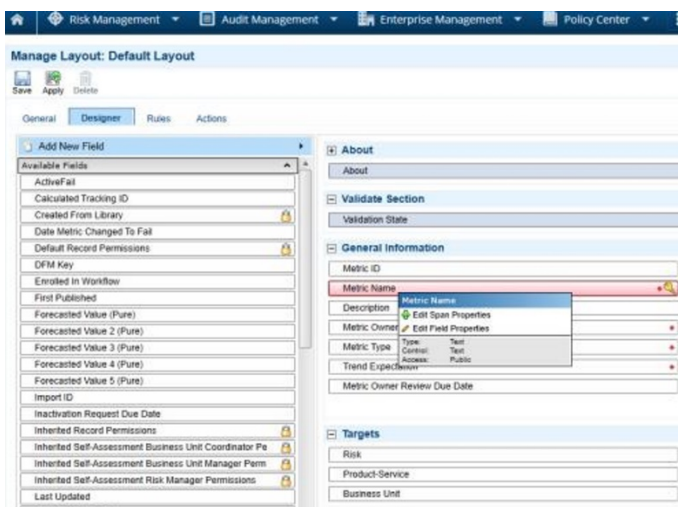 Risk Management Audit Management Enterprise Management Policy Center
Manage Layout: Default Layout
Save Apply Delete
General Designer Rules Actions
Add New Field
Available Fields
ActiveFail
Calculated Tracking ID
Created From Library
Date Metric Changed To Fail
Default Record Permissions
DFM Key
Enrolled In Workflow
First Published
Forecasted Value (Pure)
Forecasted Value 2 (Pure)
Forecasted Value 3 (Pure)
Forecasted Value 4 (Pure)
Forecasted Value 5 (Pure)
Import ID
Inactivation Request Due Date
Inherited Record Permissions
Inherited Self-Assessment Business Unit Coordinator Pe
Inherited Self-Assessment Business Unit Manager Perm
Inherited Self-Assessment Risk Manager Permissions
Last Updated
About
About
Validate Section
Validation State
General Information
Metric ID
Metric Name
Metric Name
Edit Span Properties
Edit Field Properties
Type: Text
Control: Text
Access: Public
Description
Metric Owner
Metric Type
Trend Expectation
Metric Owner Review Due Date
Targets
Risk
Product-Service
Business Unit